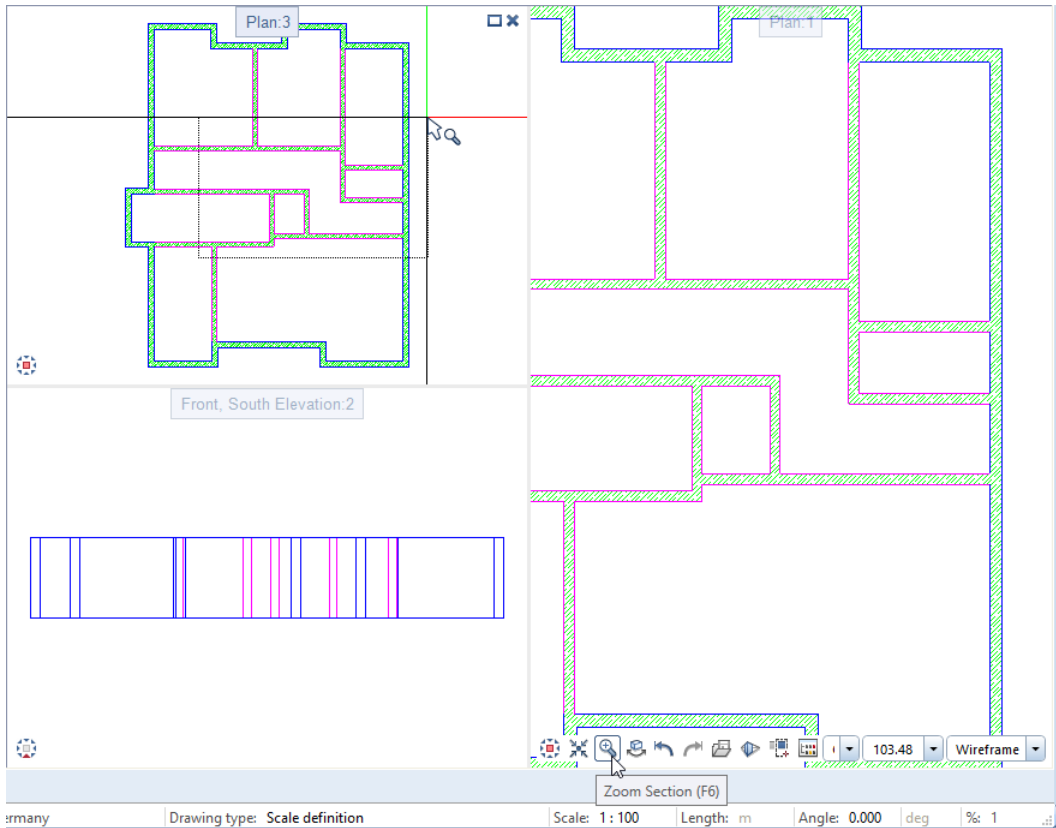 Plan:3
Plan:1
Front, South Elevation:2
103.48
Wireframe
Zoom Section (F6)
ermany
Drawing type: Scale definition
Scale: 1 : 100
Length: m
Angle: 0.000 deg
%: 1